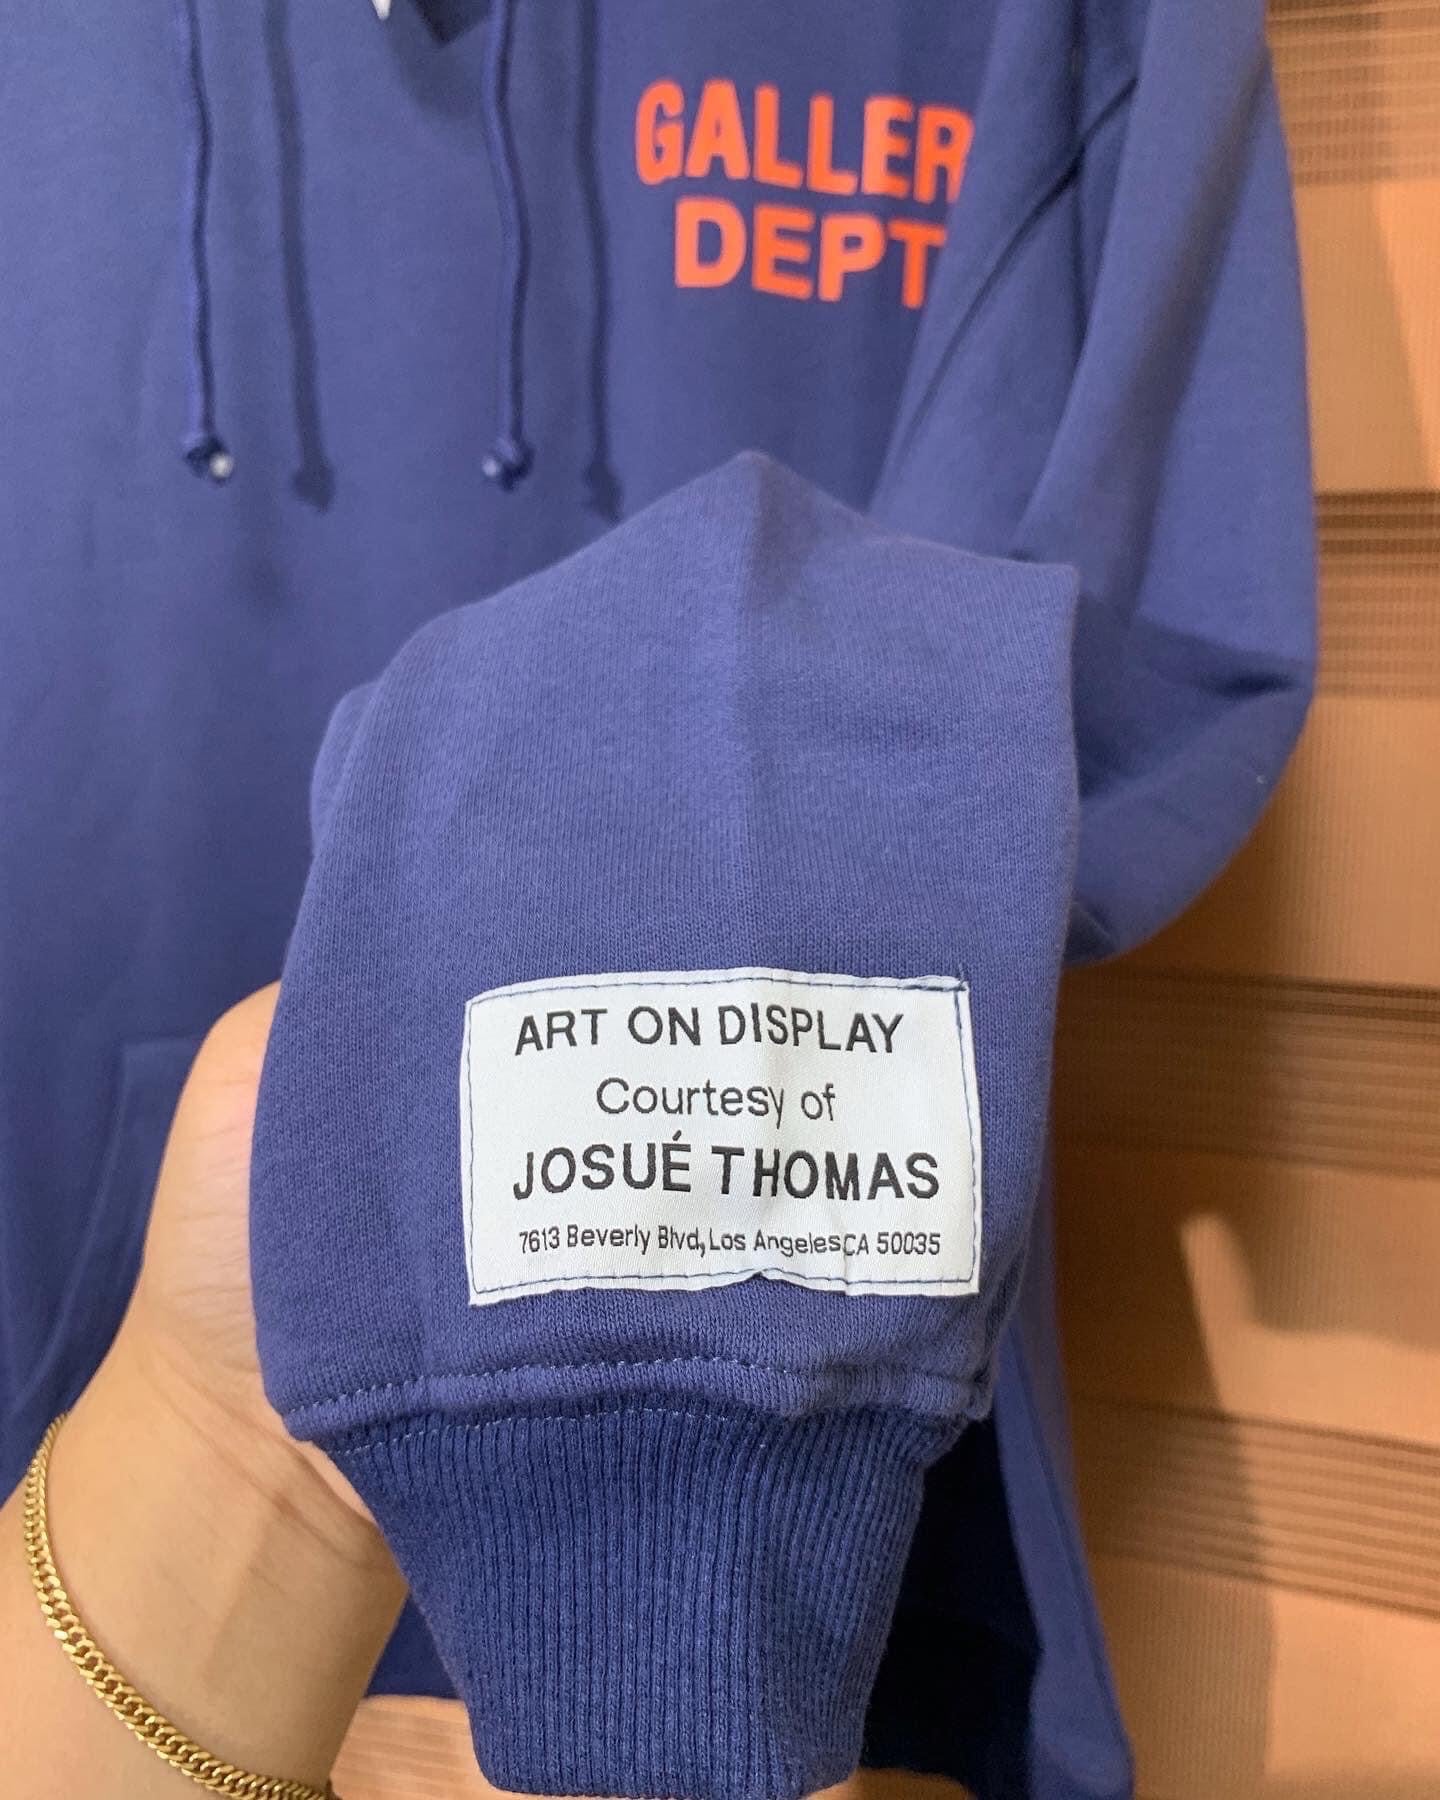 GALLER
DEPT
ART ON DISPLAY
Courtesy of
JOSUÉ THOMAS
7613 Beverly Blvd, Los Angeles,CA 50035